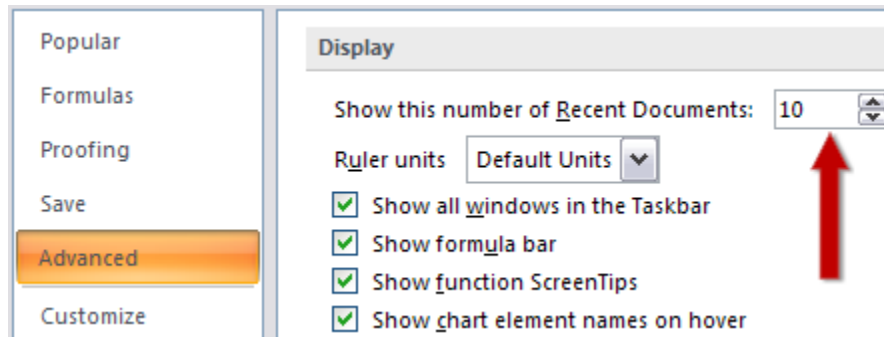 Popular
Formulas
Proofing
Save
Advanced
Customize
Display
Show this number of Recent Documents: 10
Ruler units Default Units
Show all windows in the Taskbar
Show formula bar
Show function ScreenTips
Show chart element names on hover